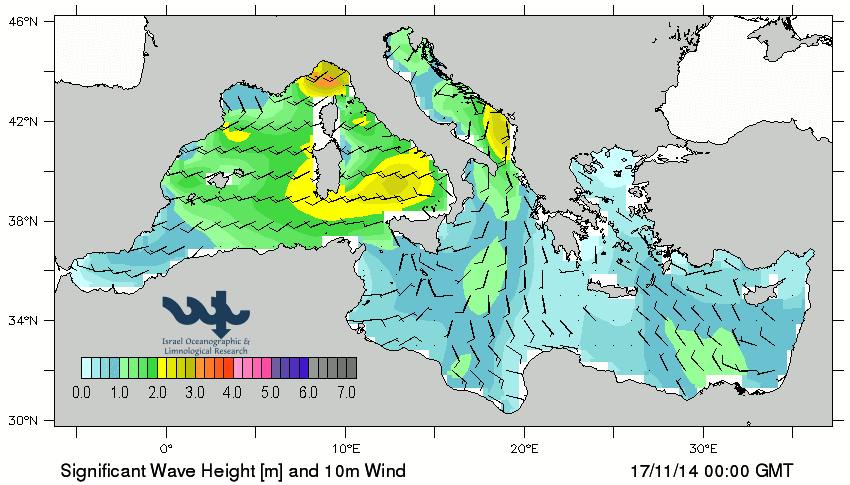 46°N
42°N
38°N
34°N
30°N
Israel Oceanographic &
Limnological Research
0.0 1.0 2.0 3.0 4.0 5.0 6.0 7.0
0° 10°E 20°E 30°E
Significant Wave Height [m] and 10m Wind 17/11/14 00:00 GMT